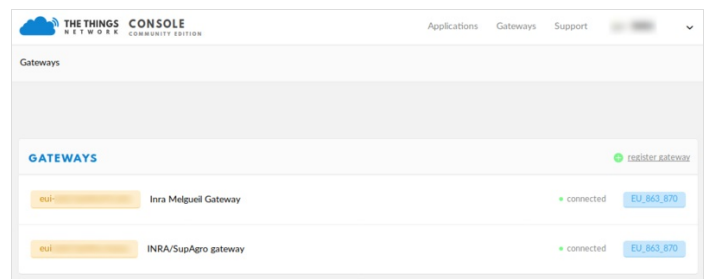 THE THINGS NETWORK CONSOLE COMMUNITY EDITION Applications Gateways Support
Gateways
GATEWAYS register gateway
eui- Inra Melgueil Gateway connected EU_863_870
eui INRA/SupAgro gateway connected EU_863_870